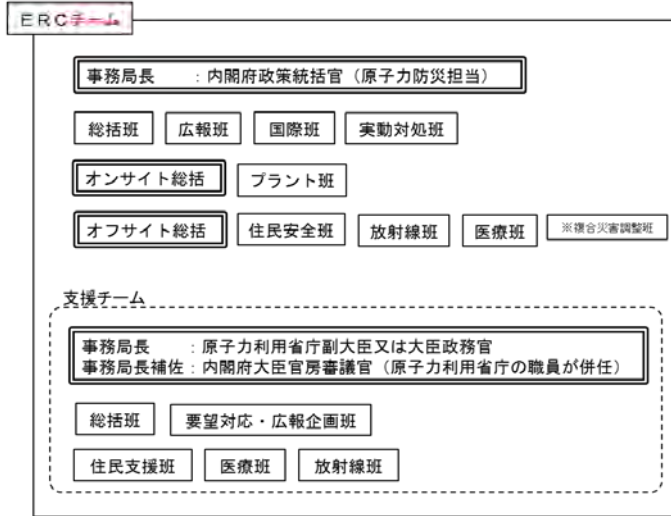 ERCチーム
事務局長 :内閣府政策統括官(原子力防災担当)
総括班 広報班 国際班 実動対処班
オンサイト総括 プラント班
オフサイト総括 住民安全班 放射線班 医療班 ※複合災害調整班
支援チーム
事務局長 :原子力利用省庁副大臣又は大臣政務官
事務局長補佐:内閣府大臣官房審議官(原子力利用省庁の職員が併任)
総括班 要望対応・広報企画班
住民支援班 医療班 放射線班